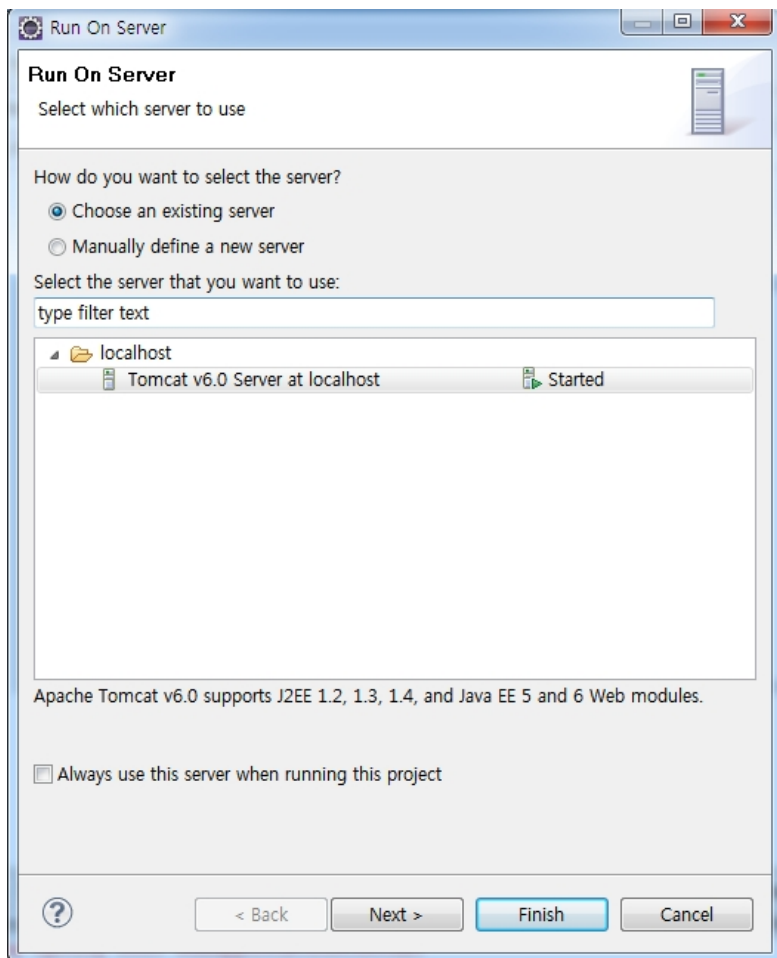 Run On Server
Run On Server
Select which server to use
How do you want to select the server?
Choose an existing server
Manually define a new server
Select the server that you want to use:
type filter text
localhost
Tomcat v6.0 Server at localhost Started
Apache Tomcat v6.0 supports J2EE 1.2, 1.3, 1.4, and Java EE 5 and 6 Web modules.
Always use this server when running this project
? < Back Next > Finish Cancel